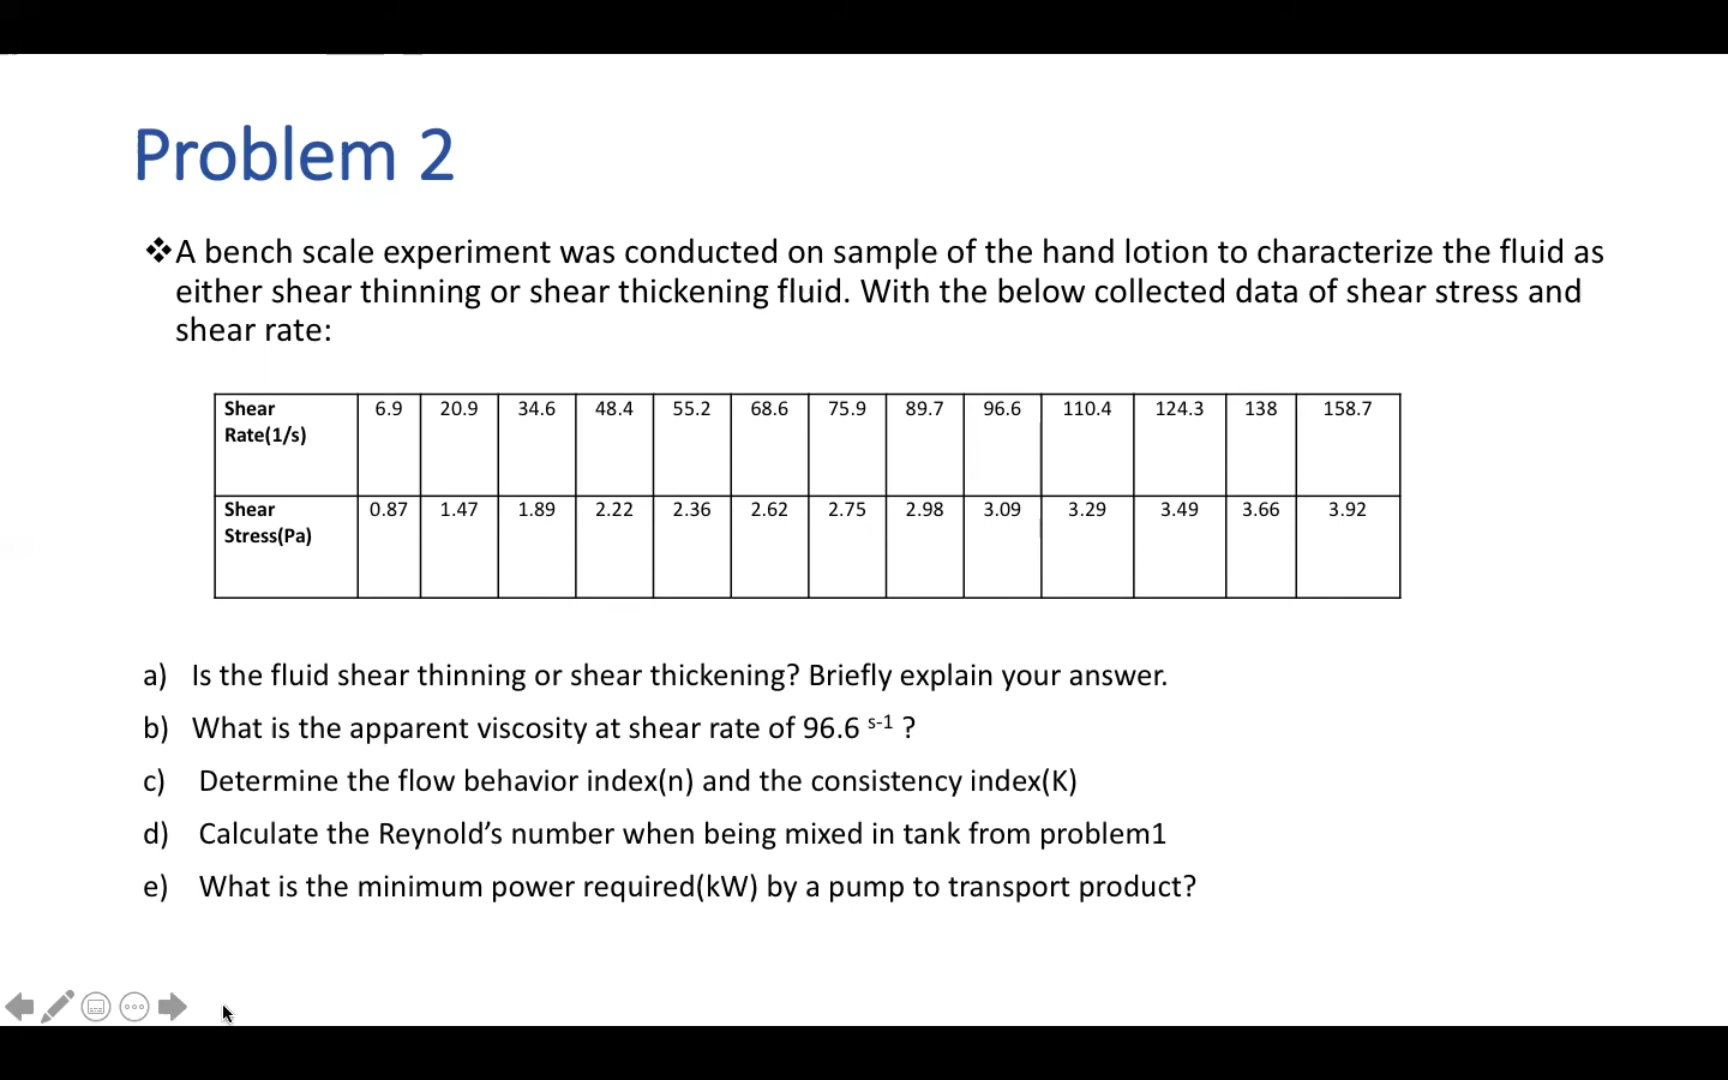 Problem 2
❖A bench scale experiment was conducted on sample of the hand lotion to characterize the fluid as
either shear thinning or shear thickening fluid. With the below collected data of shear stress and
shear rate:
Shear Rate(1/s) 6.9 20.9 34.6 48.4 55.2 68.6 75.9 89.7 96.6 110.4 124.3 138 158.7
Shear Stress(Pa) 0.87 1.47 1.89 2.22 2.36 2.62 2.75 2.98 3.09 3.29 3.49 3.66 3.92
a) Is the fluid shear thinning or shear thickening? Briefly explain your answer.
b) What is the apparent viscosity at shear rate of 96.6 s-1 ?
c) Determine the flow behavior index(n) and the consistency index(K)
d) Calculate the Reynold’s number when being mixed in tank from problem1
e) What is the minimum power required(kW) by a pump to transport product?